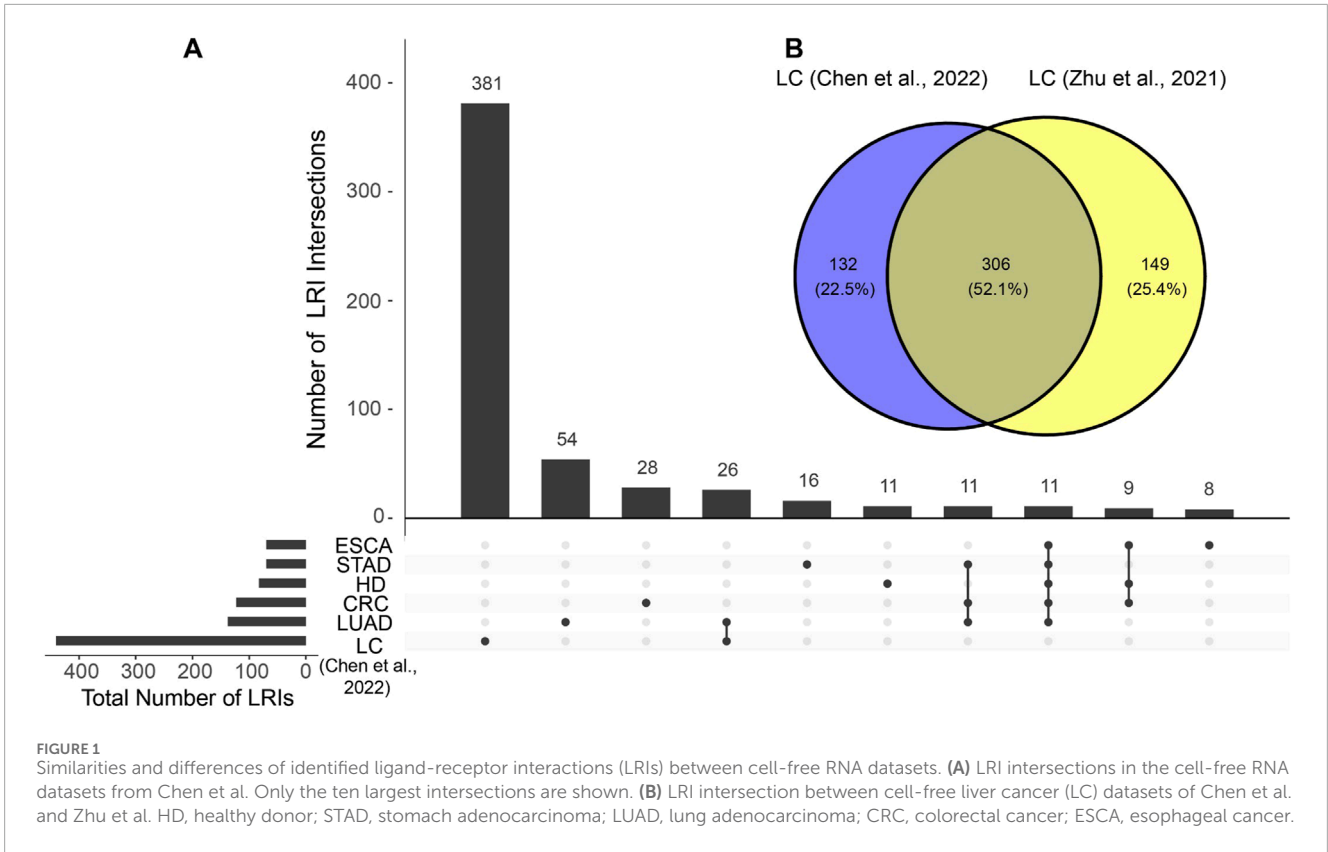 A
B
LC (Chen et al., 2022)
LC (Zhu et al., 2021)
Number of LRI Intersections
400 -
300 -
200 -
100 -
0 -
381
54
28
26
16
11
11
11
9
8
132
(22.5%)
306
(52.1%)
149
(25.4%)
ESCA
STAD
HD
CRC
LUAD
LC
(Chen et al.,
2022)
400 300 200 100 0
Total Number of LRIs
FIGURE 1
Similarities and differences of identified ligand-receptor interactions (LRIs) between cell-free RNA datasets. (A) LRI intersections in the cell-free RNA
datasets from Chen et al. Only the ten largest intersections are shown. (B) LRI intersection between cell-free liver cancer (LC) datasets of Chen et al.
and Zhu et al. HD, healthy donor; STAD, stomach adenocarcinoma; LUAD, lung adenocarcinoma; CRC, colorectal cancer; ESCA, esophageal cancer.